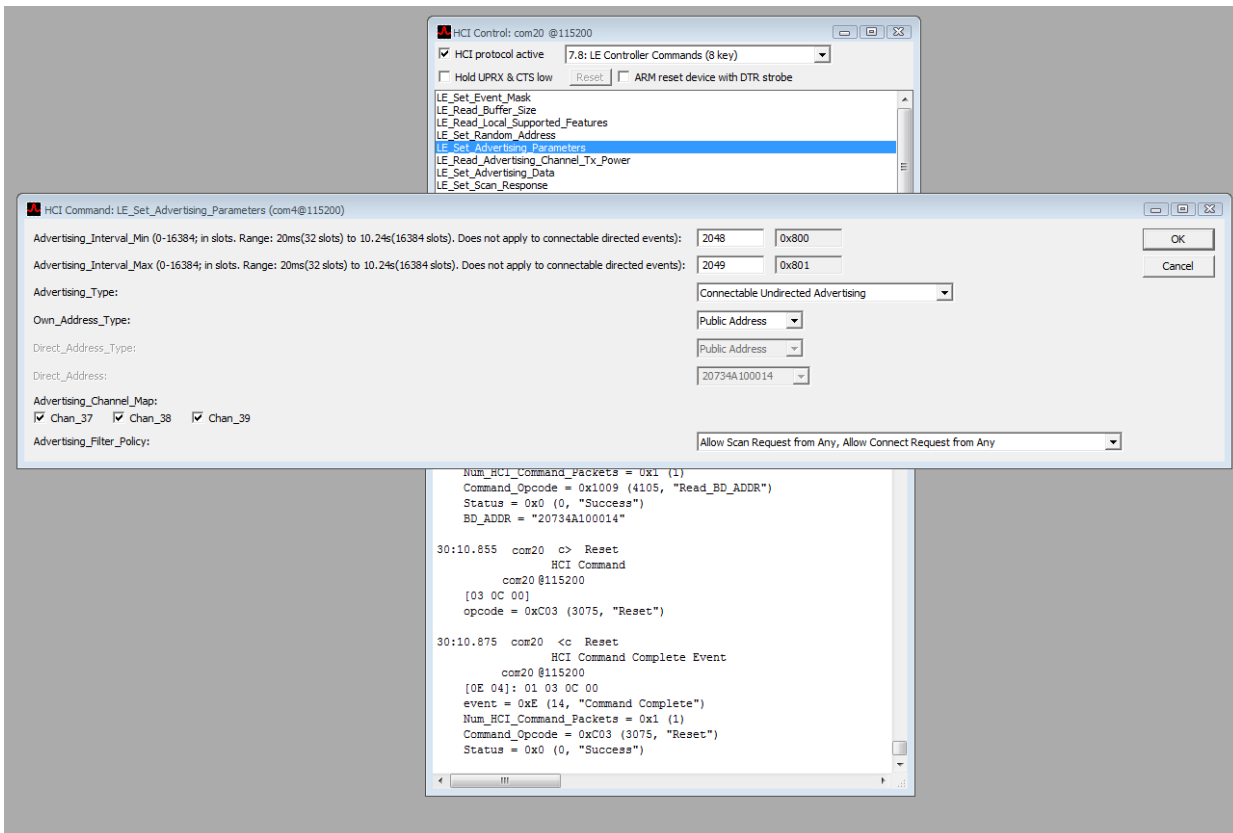 HCI Control: com20 @115200
HCI protocol active 7.8: LE Controller Commands (8 key)
Hold UPRX & CTS low Reset ARM reset device with DTR strobe
LE_Set_Event_Mask
LE_Read_Buffer_Size
LE_Read_Local_Supported_Features
LE_Set_Random_Address
LE_Set_Advertising_Parameters
LE_Read_Advertising_Channel_Tx_Power
LE_Set_Advertising_Data
LE_Set_Scan_Response
HCI Command: LE_Set_Advertising_Parameters (com4@115200)
Advertising_Interval_Min (0-16384; in slots. Range: 20ms(32 slots) to 10.24s(16384 slots). Does not apply to connectable directed events): 2048 0x800 OK
Advertising_Interval_Max (0-16384; in slots. Range: 20ms(32 slots) to 10.24s(16384 slots). Does not apply to connectable directed events): 2049 0x801 Cancel
Advertising_Type: Connectable Undirected Advertising
Own_Address_Type: Public Address
Direct_Address_Type: Public Address
Direct_Address: 20734A100014
Advertising_Channel_Map:
Chan_37 Chan_38 Chan_39
Advertising_Filter_Policy: Allow Scan Request from Any, Allow Connect Request from Any
Num_HCI_Command_Packets = 0x1 (1)
Command_Opcode = 0x1009 (4105, "Read_BD_ADDR")
Status = 0x0 (0, "Success")
BD_ADDR = "20734A100014"
30:10.855 com20 c> Reset
HCI Command
com20@115200
[03 0C 00]
opcode = 0xC03 (3075, "Reset")
30:10.875 com20 <c Reset
HCI Command Complete Event
com20@115200
[0E 04]: 01 03 0C 00
event = 0xE (14, "Command Complete")
Num_HCI_Command_Packets = 0x1 (1)
Command_Opcode = 0xC03 (3075, "Reset")
Status = 0x0 (0, "Success")